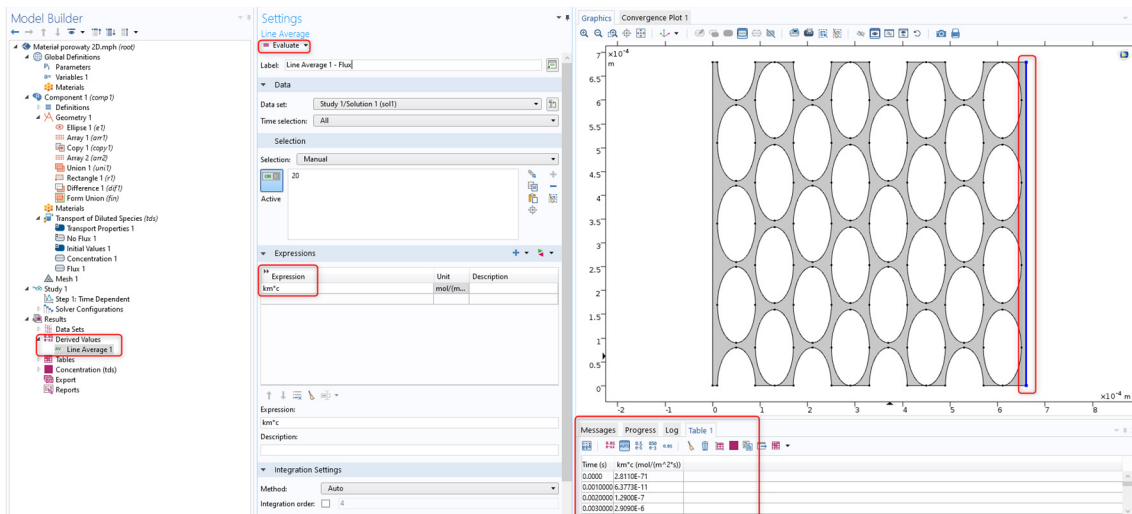 Model Builder
Material porowaty 2D.mph (root)
Global Definitions
Pi Parameters
a= Variables 1
Materials
Component 1 (comp1)
Definitions
Geometry 1
Ellipse 1 (e1)
Array 1 (arr1)
Copy 1 (copy1)
Array 2 (arr2)
Union 1 (uni1)
Rectangle 1 (r1)
Difference 1 (dif1)
Form Union (fin)
Materials
Transport of Diluted Species (tds)
Transport Properties 1
No Flux 1
Initial Values 1
Concentration 1
Flux 1
Mesh 1
Study 1
Step 1: Time Dependent
Solver Configurations
Results
Data Sets
Derived Values
Line Average 1
Tables
Concentration (tds)
Export
Reports
Settings
Line Average
Evaluate
Label: Line Average 1 - Flux
Data
Data set: Study 1/Solution 1 (sol1)
Time selection: All
Selection
Selection: Manual
20
Active
Expressions
Expression Unit Description
km*c mol/(m...
Expression:
km*c
Description:
Integration Settings
Method: Auto
Integration order: 4
Graphics Convergence Plot 1
×10⁻⁴
m
7
6.5
6
5.5
5
4.5
4
3.5
3
2.5
2
1.5
1
0.5
0
-2 -1 0 1 2 3 4 5 6 7 8
×10⁻⁴ m
Messages Progress Log Table 1
Time (s) km*c (mol/(m^2*s))
0.0000 2.8110E-71
0.0010000 6.3773E-11
0.0020000 1.2900E-7
0.0030000 2.9090E-6